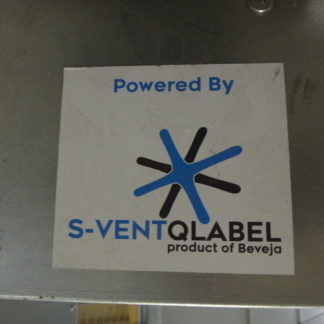 Powered By
S-VENTQLABEL
product of Beveja